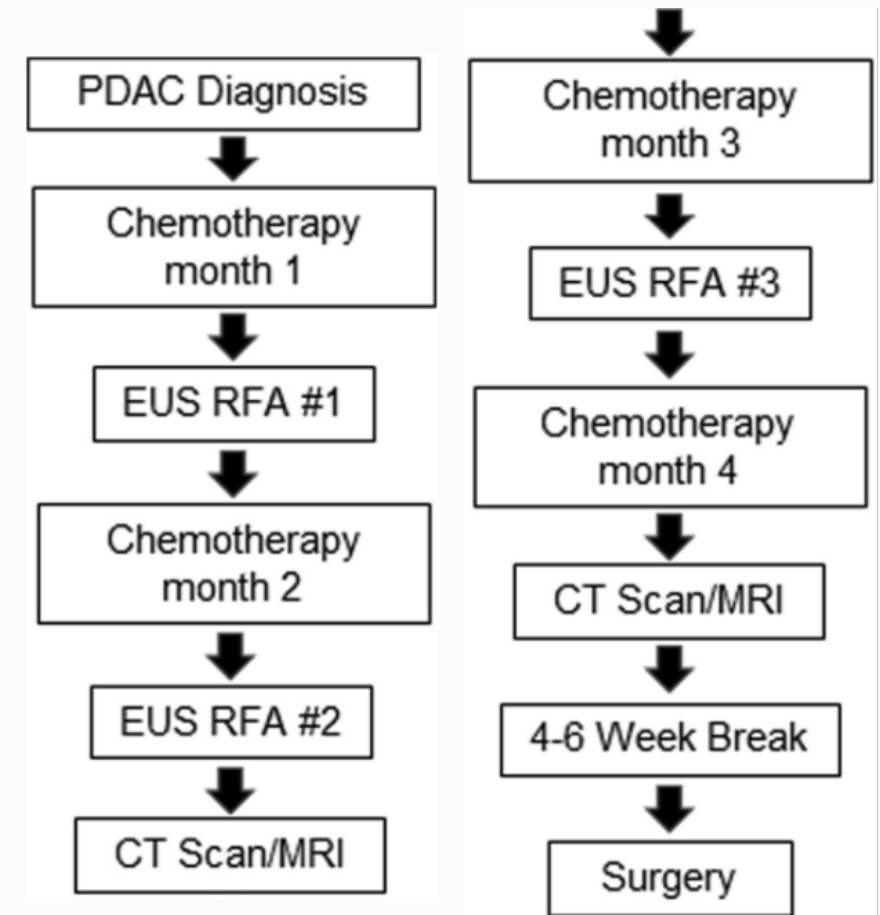 PDAC Diagnosis
Chemotherapy
month 1
EUS RFA #1
Chemotherapy
month 2
EUS RFA #2
CT Scan/MRI
Chemotherapy
month 3
EUS RFA #3
Chemotherapy
month 4
CT Scan/MRI
4-6 Week Break
Surgery